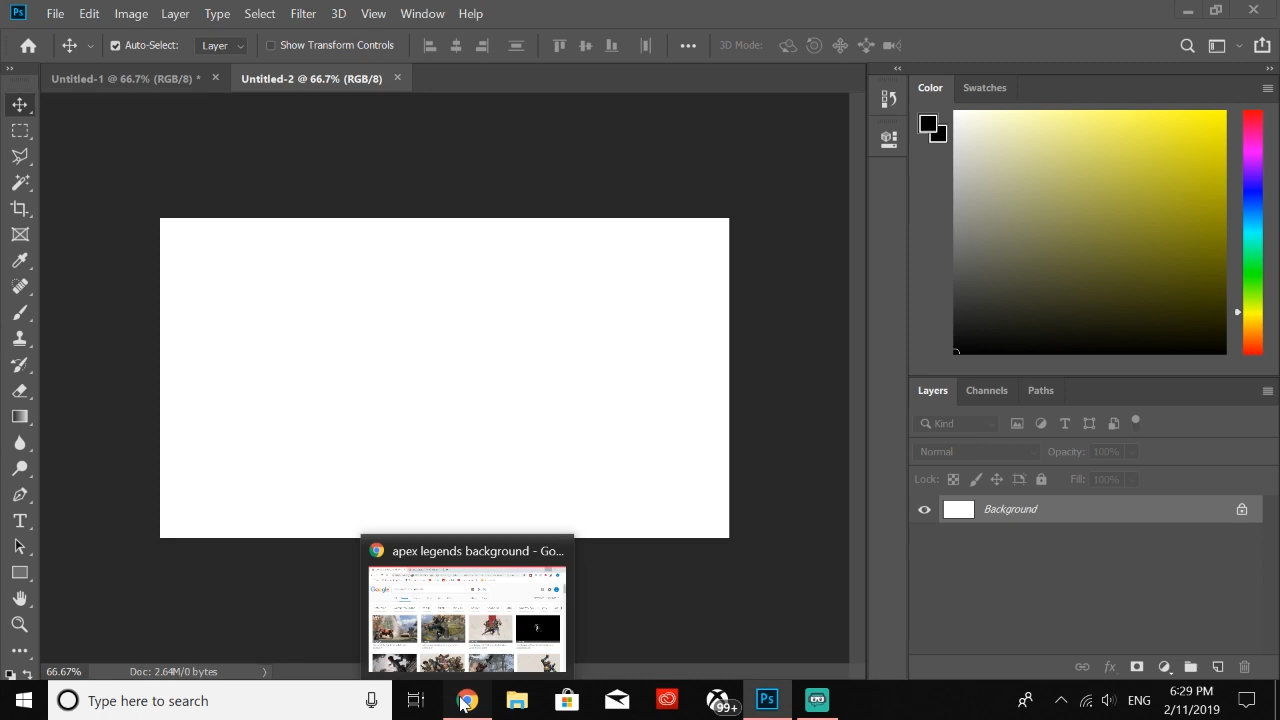 Ps File Edit Image Layer Type Select Filter 3D View Window Help
Auto-Select: Layer Show Transform Controls 3D Mode:
Untitled-1 @ 66.7% (RGB/8) * Untitled-2 @ 66.7% (RGB/8)
Color Swatches
Layers Channels Paths
Kind
Normal Opacity: 100%
Lock: Fill: 100%
Background
apex legends background - Go...
Google
66.67% Doc: 2.64M/0 bytes
Type here to search
99+
Ps
ENG
:29 PM
2/11/2019